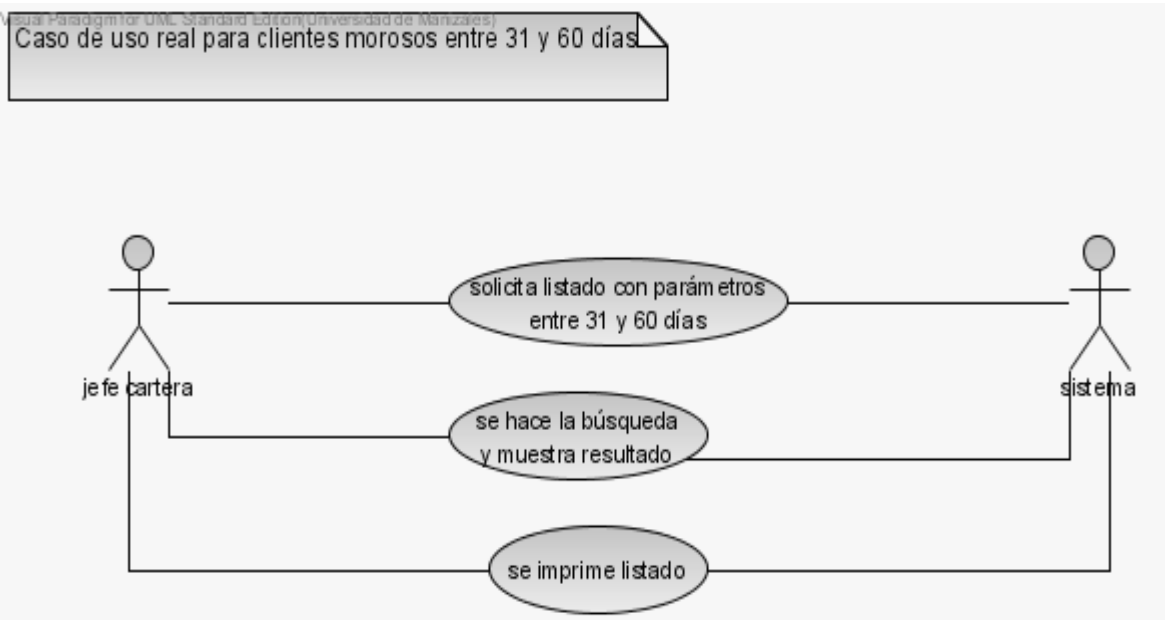 Visual Paradigm for UML Standard Edition(Universidad de Manizales)
Caso de uso real para clientes morosos entre 31 y 60 días
solicita listado con parámetros
entre 31 y 60 días
jefe cartera
sistema
se hace la búsqueda
y muestra resultado
se imprime listado